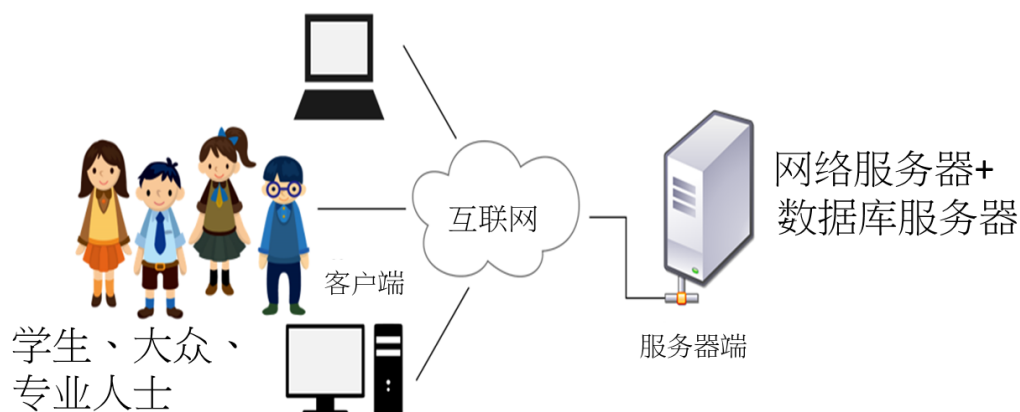 互联网
网络服务器+
数据库服务器
客户端
服务器端
学生、大众、
专业人士